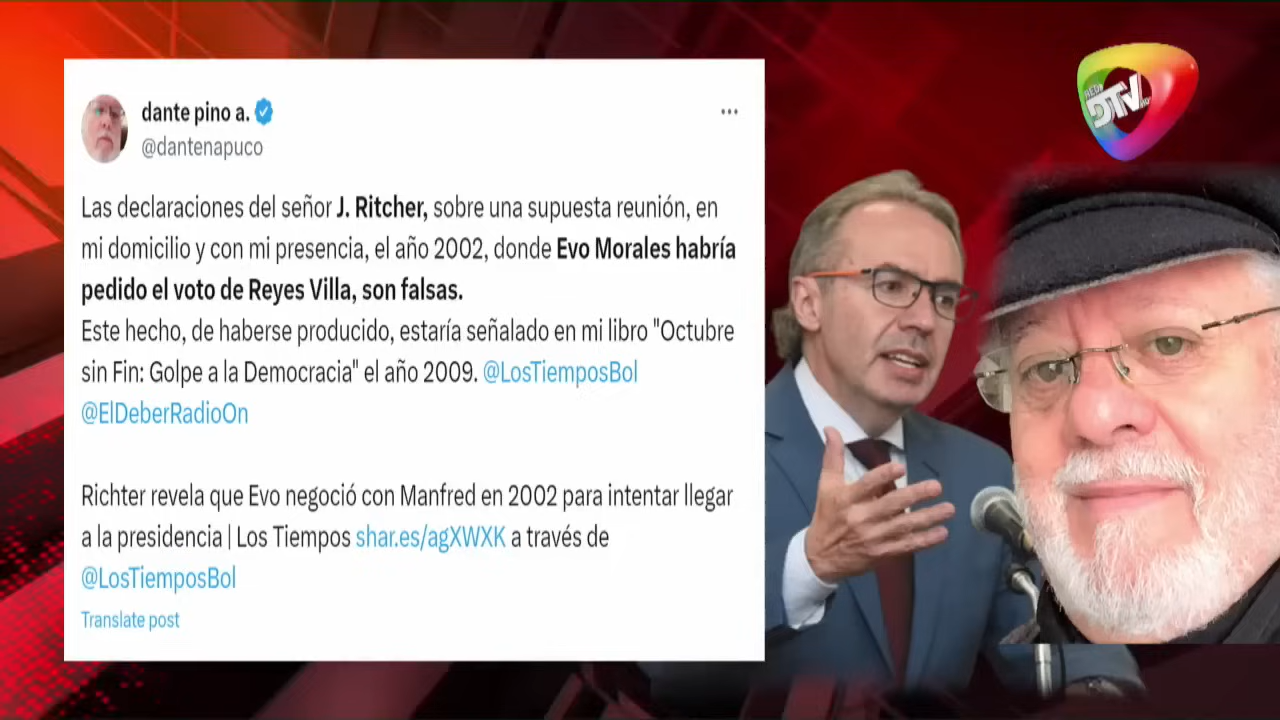 dante pino a.
@dantenapuco
Las declaraciones del señor J. Ritcher, sobre una supuesta reunión, en
mi domicilio y con mi presencia, el año 2002, donde Evo Morales habría
pedido el voto de Reyes Villa, son falsas.
Este hecho, de haberse producido, estaría señalado en mi libro "Octubre
sin Fin: Golpe a la Democracia" el año 2009. @LosTiemposBol
@ElDeberRadioOn
Richter revela que Evo negoció con Manfred en 2002 para intentar llegar
a la presidencia | Los Tiempos shar.es/agXWXK a través de
@LosTiemposBol
Translate post
RED
DTV